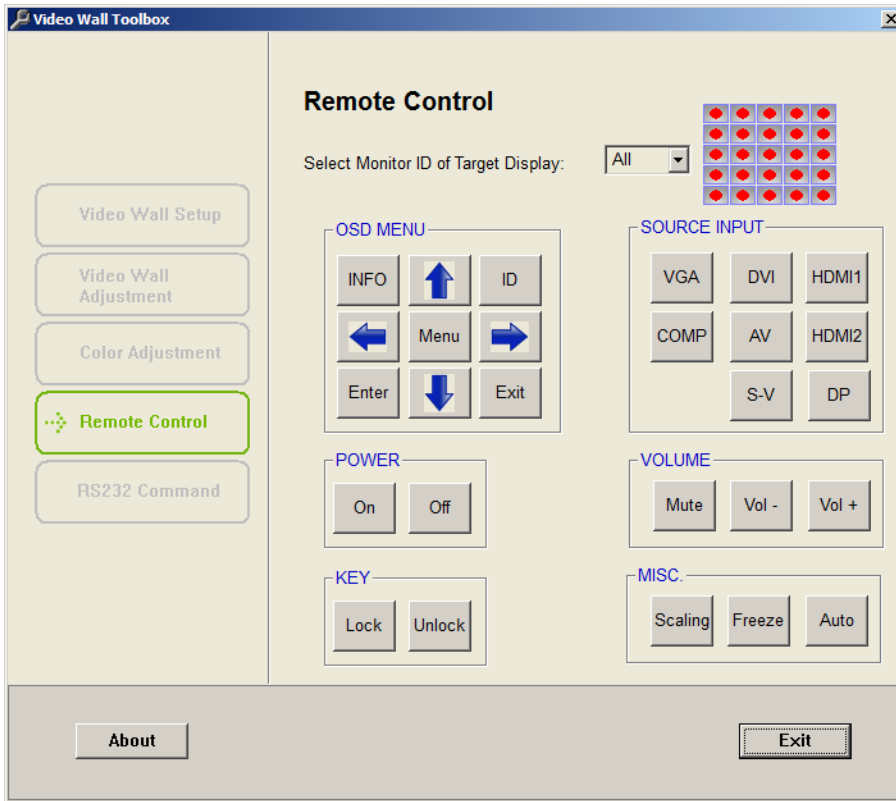 Video Wall Toolbox
Video Wall Setup
Video Wall
Adjustment
Color Adjustment
Remote Control
RS232 Command
Remote Control
Select Monitor ID of Target Display:
All
OSD MENU
INFO
ID
Menu
Enter
Exit
SOURCE INPUT
VGA
DVI
HDMI1
COMP
AV
HDMI2
S-V
DP
POWER
On
Off
VOLUME
Mute
Vol -
Vol +
KEY
Lock
Unlock
MISC.
Scaling
Freeze
Auto
About
Exit